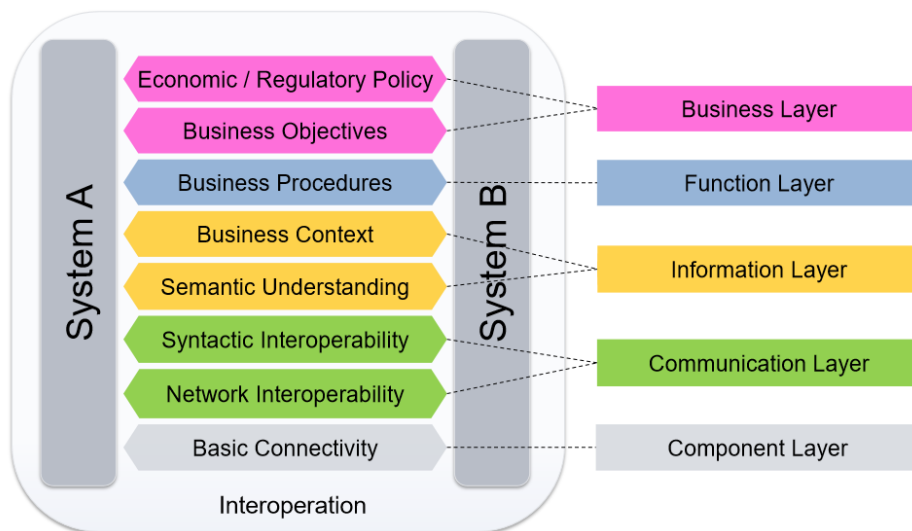 System A
Economic / Regulatory Policy
Business Objectives
Business Procedures
Business Context
Semantic Understanding
Syntactic Interoperability
Network Interoperability
Basic Connectivity
System B
Interoperation
Business Layer
Function Layer
Information Layer
Communication Layer
Component Layer